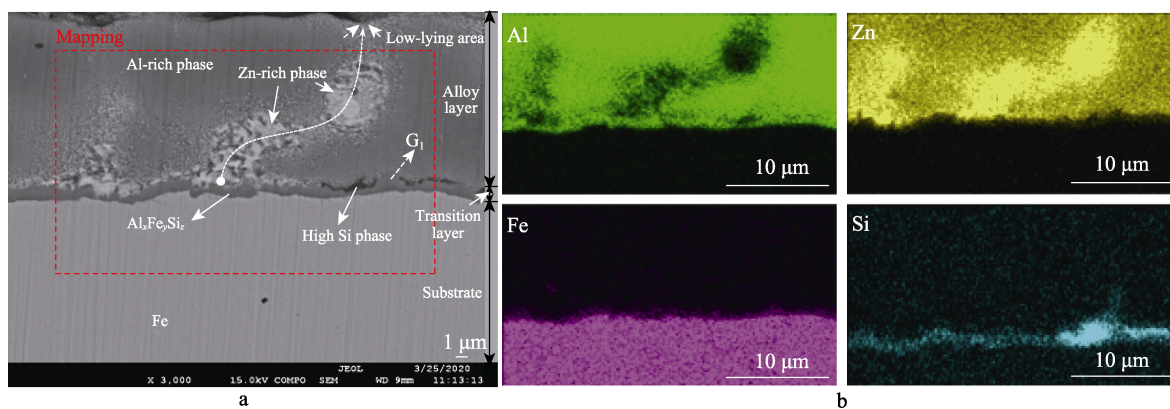 Mapping
Low-lying area
Al-rich phase
Zn-rich phase
Alloy
layer
G₁
AlₓFeᵧSi𝓏
High Si phase
Transition
layer
Substrate
Fe
1 μm
JEOL 3/25/2020
X 3,000 15.0kV COMPO SEM WD 9mm 11:13:13
a
Al
10 μm
Zn
10 μm
Fe
10 μm
Si
10 μm
b